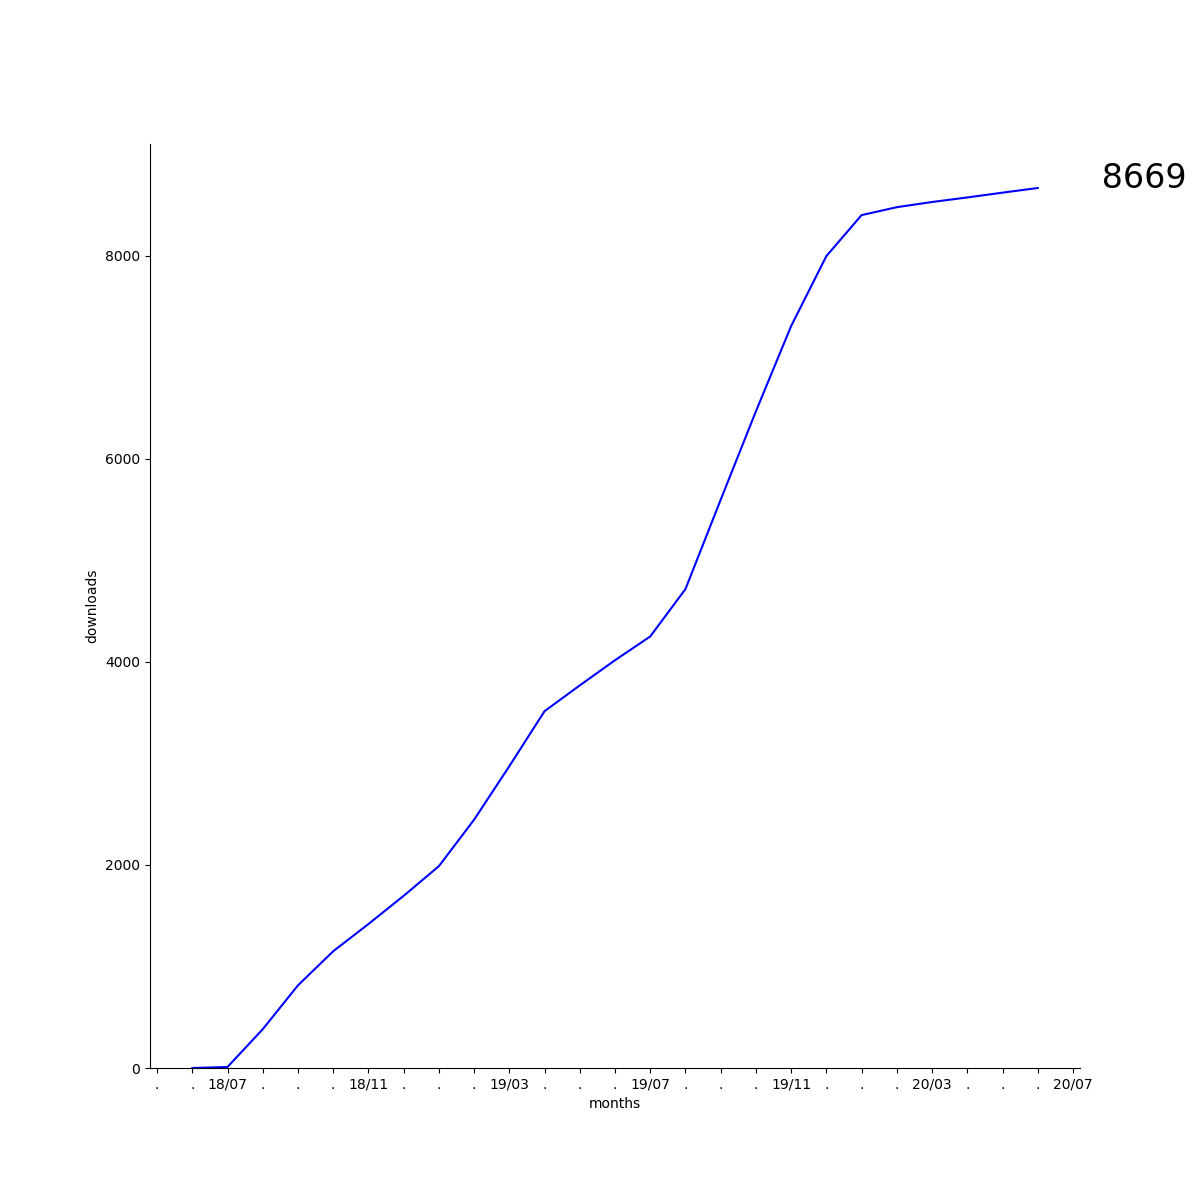 8669
8000
6000
downloads
4000
2000
0
. . 18/07 . . . 18/11 . . . 19/03 . . . 19/07 . . . 19/11 . . . 20/03 . . . 20/07
months